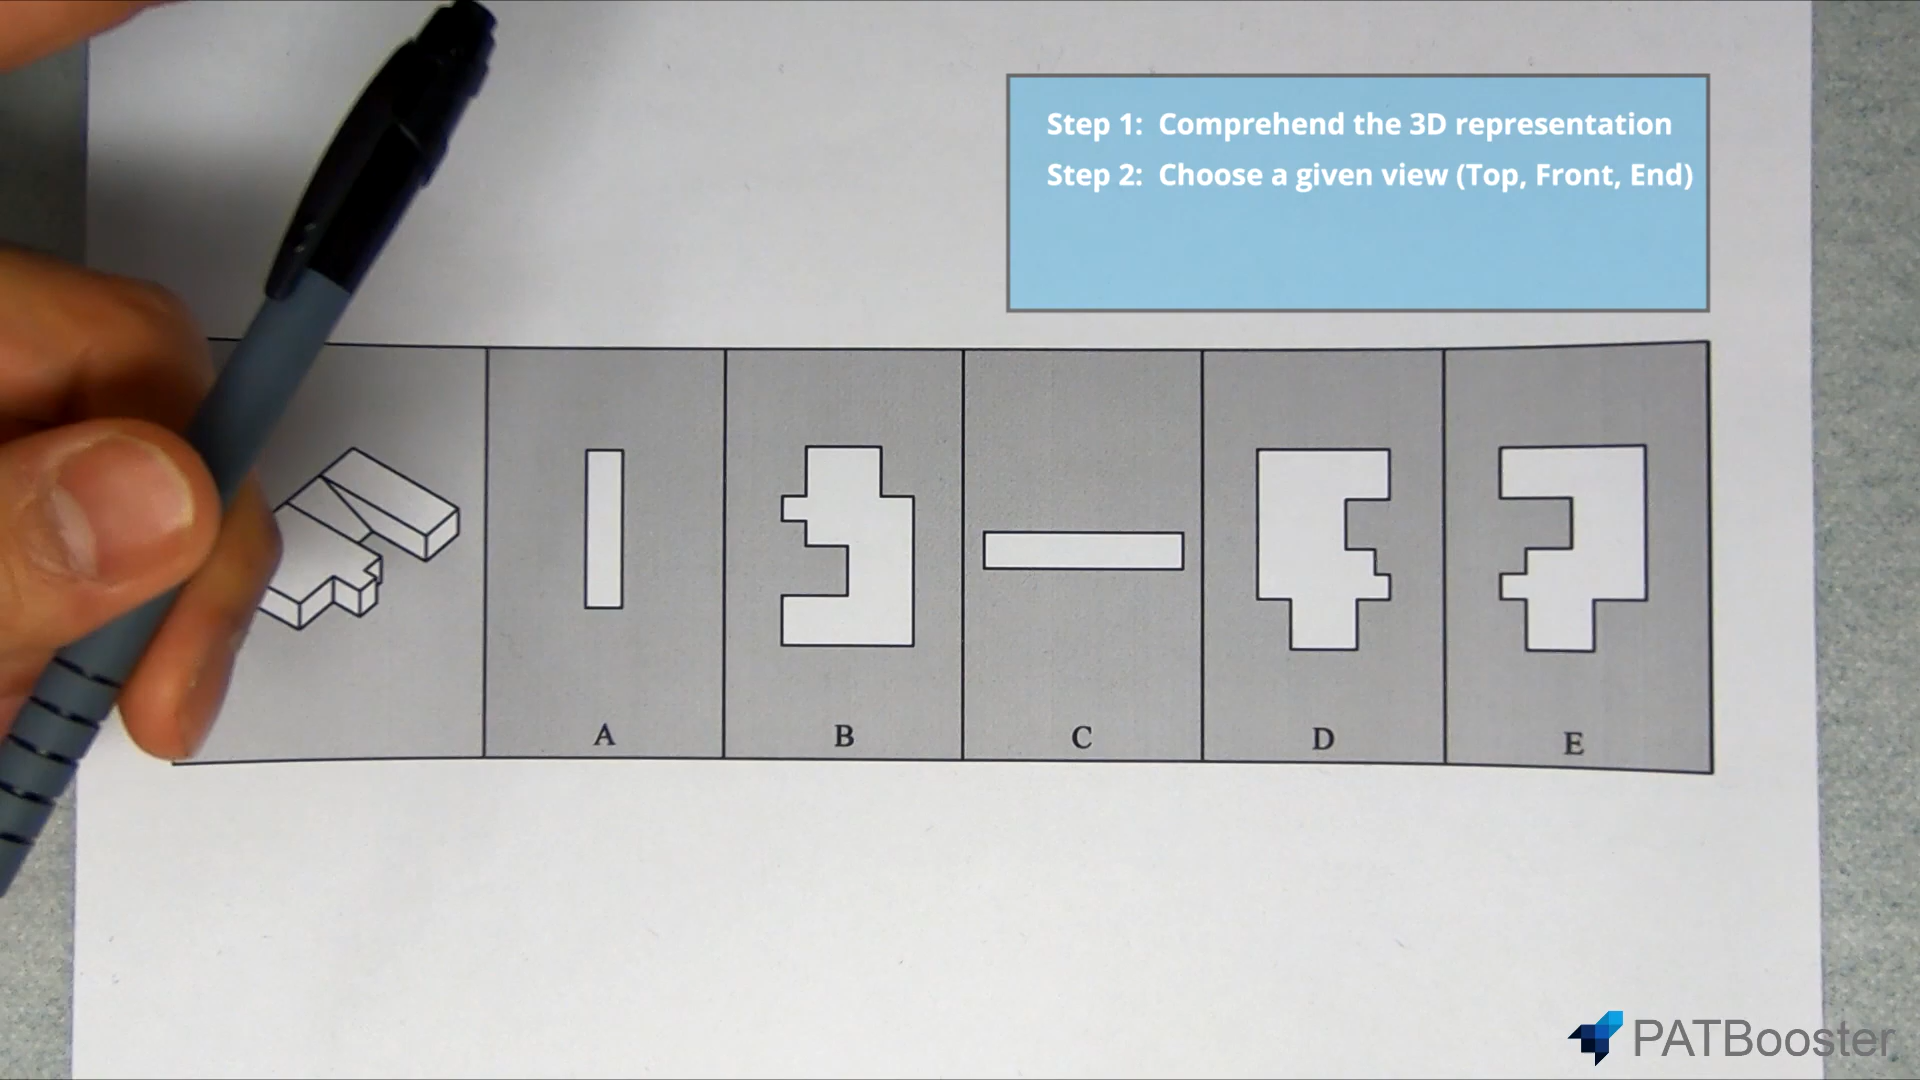 Step 1: Comprehend the 3D representation
Step 2: Choose a given view (Top, Front, End)
A B C D E
PATBooster